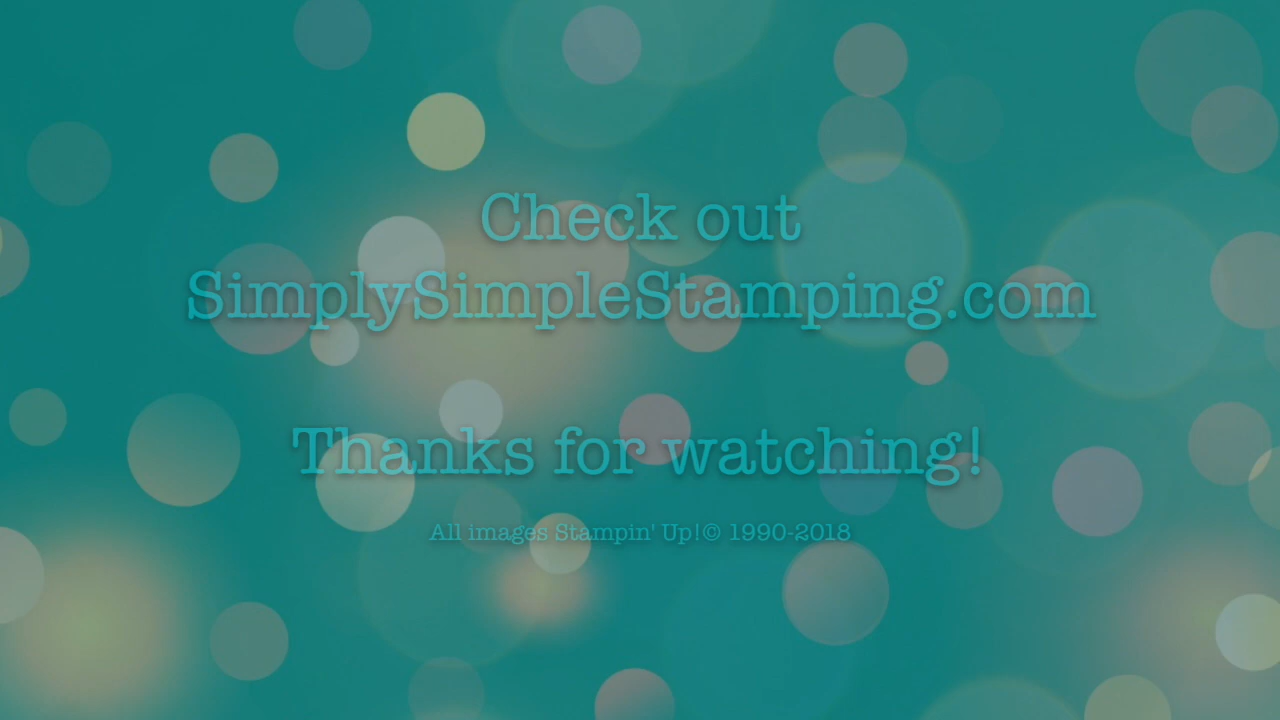 Check out
SimplySimpleStamping.com
Thanks for watching!
All images Stampin' Up!© 1990-2018